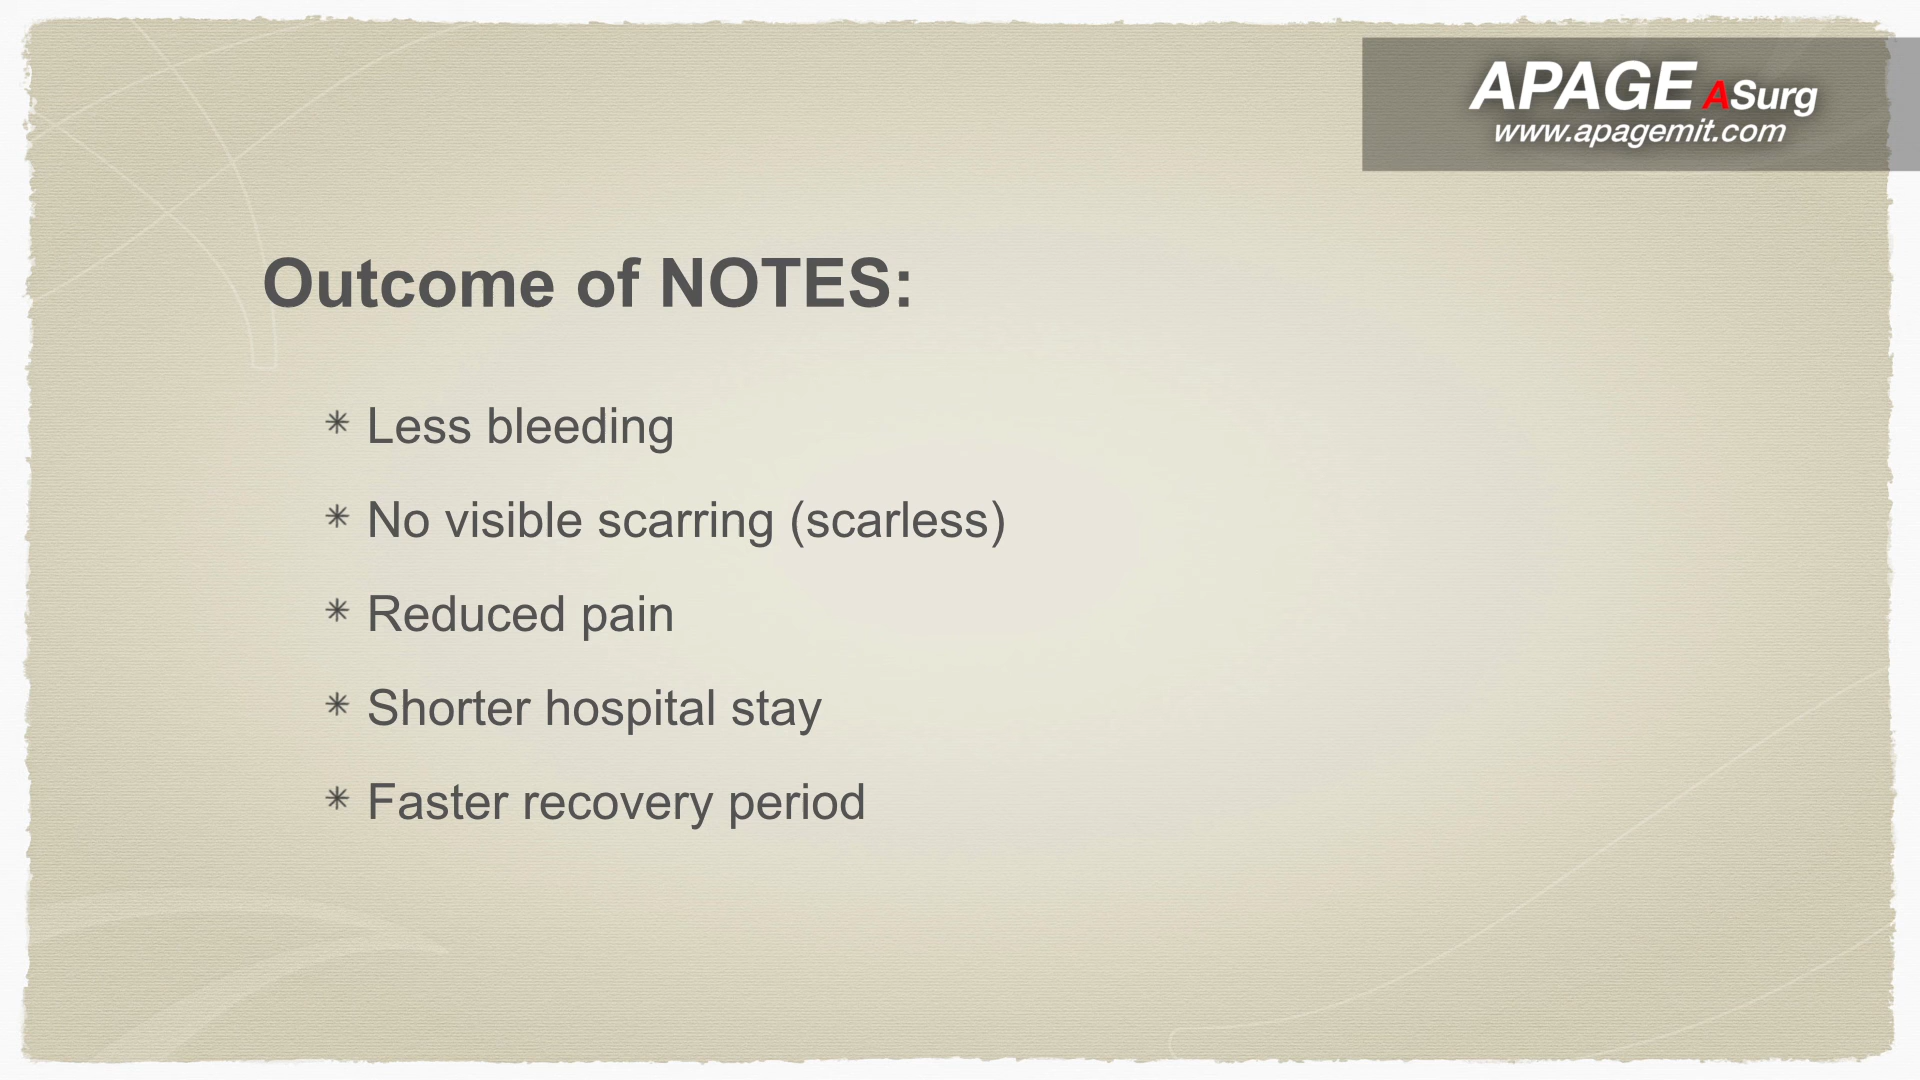 APAGE ASurg
www.apagemit.com
Outcome of NOTES:
Less bleeding
No visible scarring (scarless)
Reduced pain
Shorter hospital stay
Faster recovery period